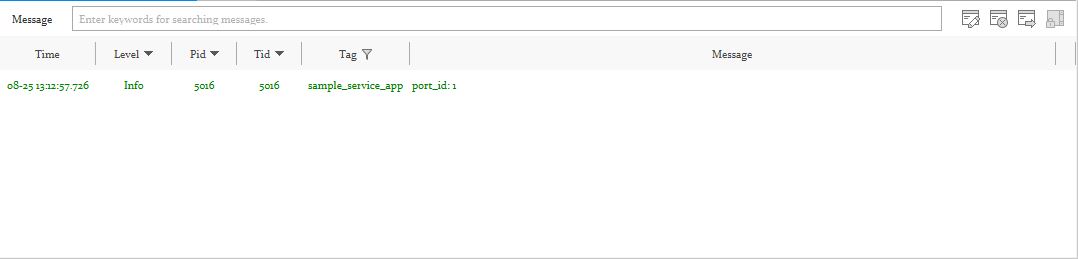 Message Enter keywords for searching messages.
Time Level Pid Tid Tag Message
08-25 13:12:57.726 Info 5016 5016 sample_service_app port_id: 1